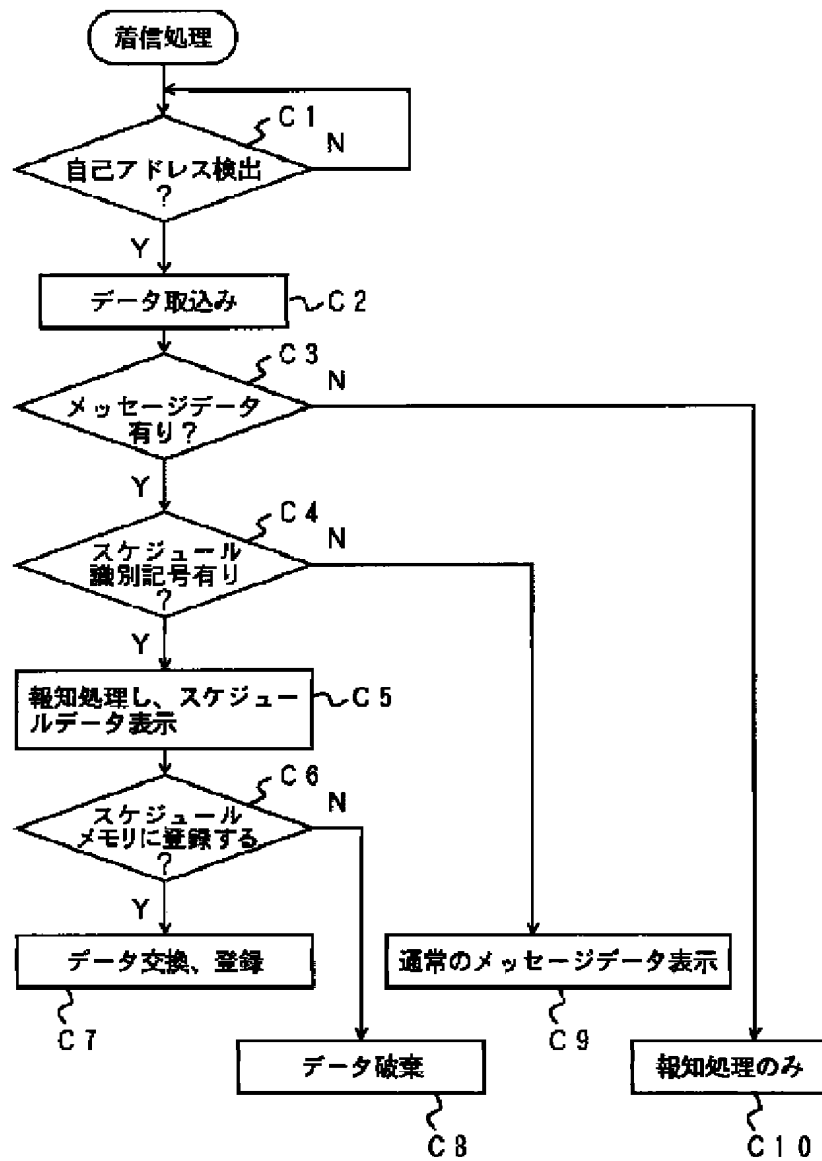 着信処理
C1
N
自己アドレス検出
?
Y
データ取込み
C2
C3
N
メッセージデータ
有り?
Y
C4
N
スケジュール
識別記号有り
?
Y
報知処理し、スケジュー
ルデータ表示
C5
C6
N
スケジュール
メモリに登録する
?
Y
データ交換、登録
通常のメッセージデータ表示
C7
C9
データ破棄
報知処理のみ
C8
C10